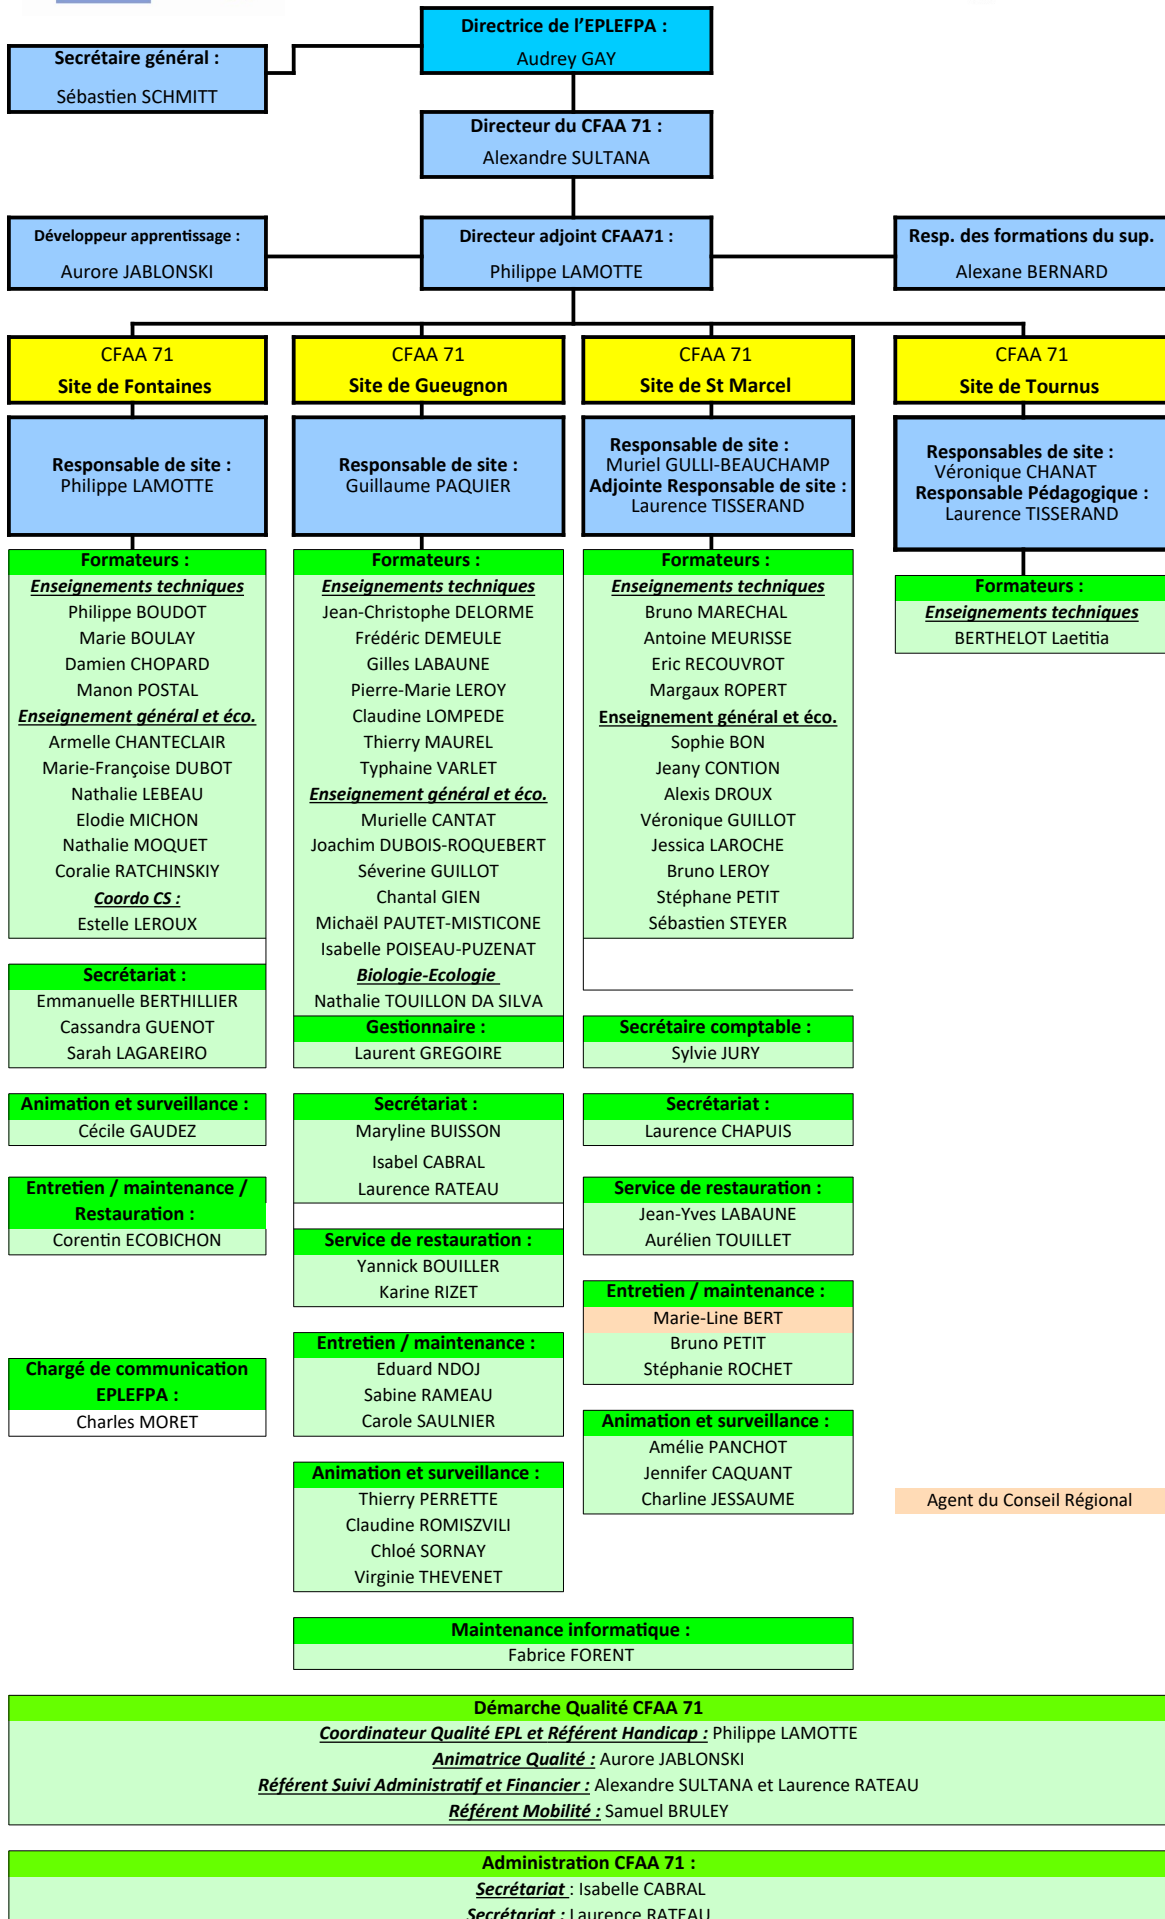 Directrice de l’EPLEFPA :
Audrey GAY
Secrétaire général :
Sébastien SCHMITT
Directeur du CFAA 71 :
Alexandre SULTANA
Développeur apprentissage :
Aurore JABLONSKI
Directeur adjoint CFAA71 :
Philippe LAMOTTE
Resp. des formations du sup.
Alexane BERNARD
CFAA 71
Site de Fontaines
Responsable de site :
Philippe LAMOTTE
Formateurs :
Enseignements techniques
Philippe BOUDOT
Marie BOULAY
Damien CHOPARD
Manon POSTAL
Enseignement général et éco.
Armelle CHANTECLAIR
Marie-Françoise DUBOT
Nathalie LEBEAU
Elodie MICHON
Nathalie MOQUET
Coralie RATCHINSKIY
Coordo CS :
Estelle LEROUX
Secrétariat :
Emmanuelle BERTHILLIER
Cassandra GUENOT
Sarah LAGAREIRO
Animation et surveillance :
Cécile GAUDEZ
Entretien / maintenance /
Restauration :
Corentin ECOBICHON
Chargé de communication
EPLEFPA :
Charles MORET
CFAA 71
Site de Gueugnon
Responsable de site :
Guillaume PAQUIER
Formateurs :
Enseignements techniques
Jean-Christophe DELORME
Frédéric DEMEULE
Gilles LABAUNE
Pierre-Marie LEROY
Claudine LOMPEDE
Thierry MAUREL
Typhaine VARLET
Enseignement général et éco.
Murielle CANTAT
Joachim DUBOIS-ROQUEBERT
Séverine GUILLOT
Chantal GIEN
Michaël PAUTET-MISTICONE
Isabelle POISEAU-PUZENAT
Biologie-Ecologie
Nathalie TOUILLON DA SILVA
Gestionnaire :
Laurent GREGOIRE
Secrétariat :
Maryline BUISSON
Isabel CABRAL
Laurence RATEAU
Service de restauration :
Yannick BOUILLER
Karine RIZET
Entretien / maintenance :
Eduard NDOJ
Sabine RAMEAU
Carole SAULNIER
Animation et surveillance :
Thierry PERRETTE
Claudine ROMISZVILI
Chloé SORNAY
Virginie THEVENET
CFAA 71
Site de St Marcel
Responsable de site :
Muriel GULLI-BEAUCHAMP
Adjointe Responsable de site :
Laurence TISSERAND
Formateurs :
Enseignements techniques
Bruno MARECHAL
Antoine MEURISSE
Eric RECOUVROT
Margaux ROPERT
Enseignement général et éco.
Sophie BON
Jeany CONTION
Alexis DROUX
Véronique GUILLOT
Jessica LAROCHE
Bruno LEROY
Stéphane PETIT
Sébastien STEYER
Secrétaire comptable :
Sylvie JURY
Secrétariat :
Laurence CHAPUIS
Service de restauration :
Jean-Yves LABAUNE
Aurélien TOUILLET
Entretien / maintenance :
Marie-Line BERT
Bruno PETIT
Stéphanie ROCHET
Animation et surveillance :
Amélie PANCHOT
Jennifer CAQUANT
Charline JESSAUME
CFAA 71
Site de Tournus
Responsables de site :
Véronique CHANAT
Responsable Pédagogique :
Laurence TISSERAND
Formateurs :
Enseignements techniques
BERTHELOT Laetitia
Agent du Conseil Régional
Maintenance informatique :
Fabrice FORENT
Démarche Qualité CFAA 71
Coordinateur Qualité EPL et Référent Handicap : Philippe LAMOTTE
Animatrice Qualité : Aurore JABLONSKI
Référent Suivi Administratif et Financier : Alexandre SULTANA et Laurence RATEAU
Référent Mobilité : Samuel BRULEY
Administration CFAA 71 :
Secrétariat : Isabelle CABRAL
Secrétariat : Laurence RATEAU